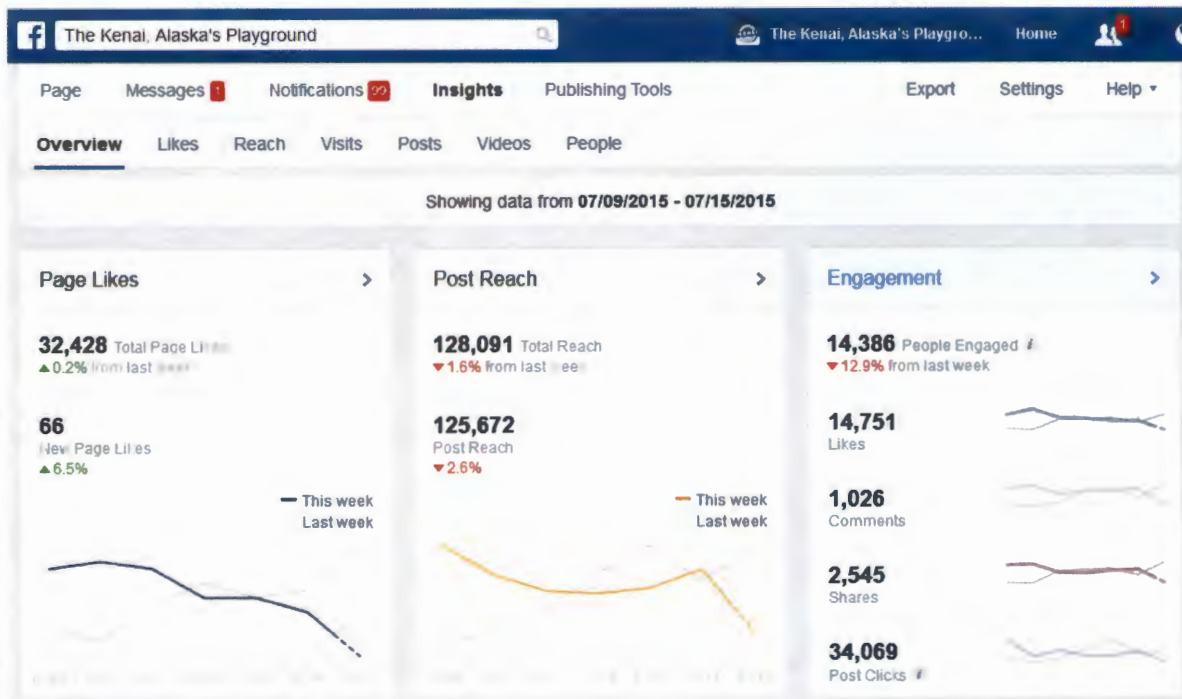 f The Kenai, Alaska's Playground The Kenai, Alaska's Playgro... Home 1
Page Messages 1 Notifications 99 Insights Publishing Tools Export Settings Help
Overview Likes Reach Visits Posts Videos People
Showing data from 07/09/2015 - 07/15/2015
Page Likes
32,428 Total Page
0.2% from last
66
New Page Likes
6.5%
This week
Last week
Post Reach
128,091 Total Reach
1.6% from last
125,672
Post Reach
2.6%
This week
Last week
Engagement
14,386 People Engaged i
12.9% from last week
14,751
Likes
1,026
Comments
2,545
Shares
34,069
Post Clicks i